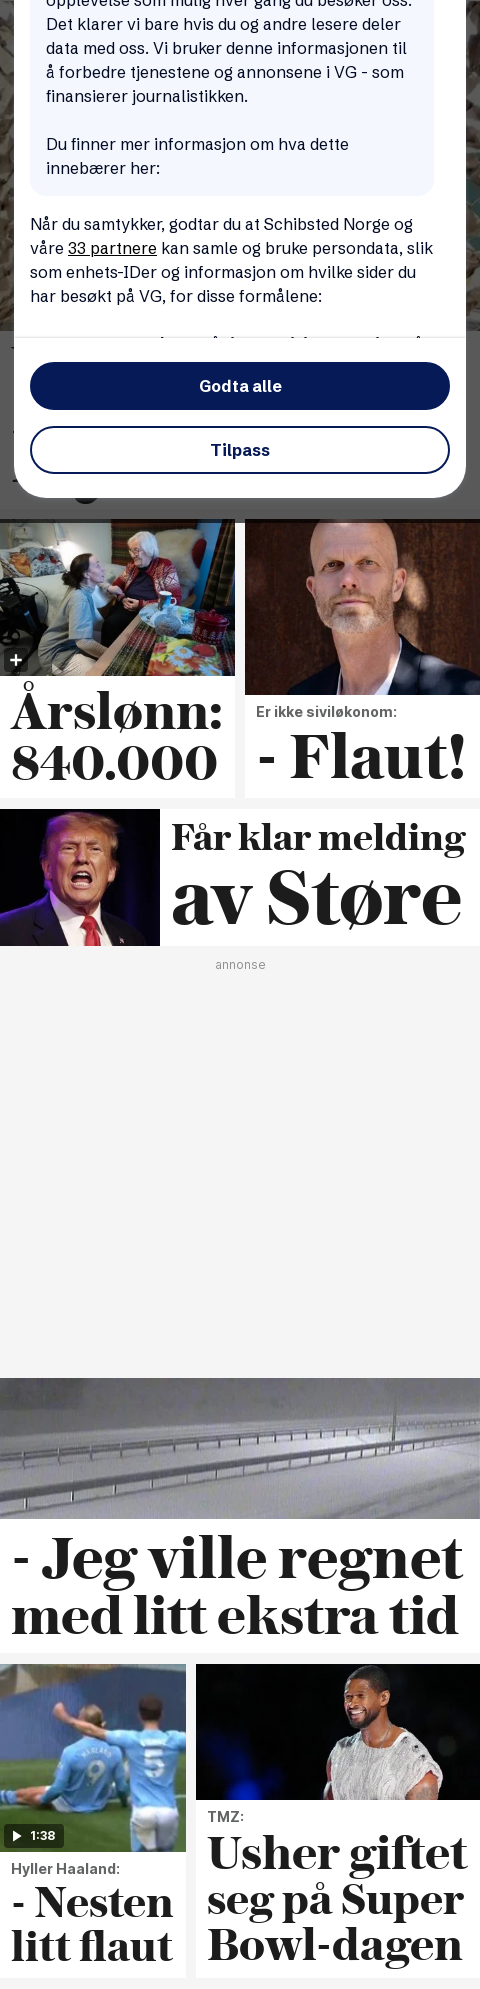 opplevelse som mulig hver gang du besøker oss.
Det klarer vi bare hvis du og andre lesere deler
data med oss. Vi bruker denne informasjonen til
å forbedre tjenestene og annonsene i VG - som
finansierer journalistikken.
Du finner mer informasjon om hva dette
innebærer her:
Når du samtykker, godtar du at Schibsted Norge og
våre 33 partnere kan samle og bruke persondata, slik
som enhets-IDer og informasjon om hvilke sider du
har besøkt på VG, for disse formålene:
Godta alle
Tilpass
Årslønn:
840.000
Er ikke siviløkonom:
- Flaut!
Får klar melding
av Støre
annonse
- Jeg ville regnet
med litt ekstra tid
HAALAND
9
5
1:38
Hyller Haaland:
- Nesten
litt flaut
TMZ:
Usher giftet
seg på Super
Bowl-dagen